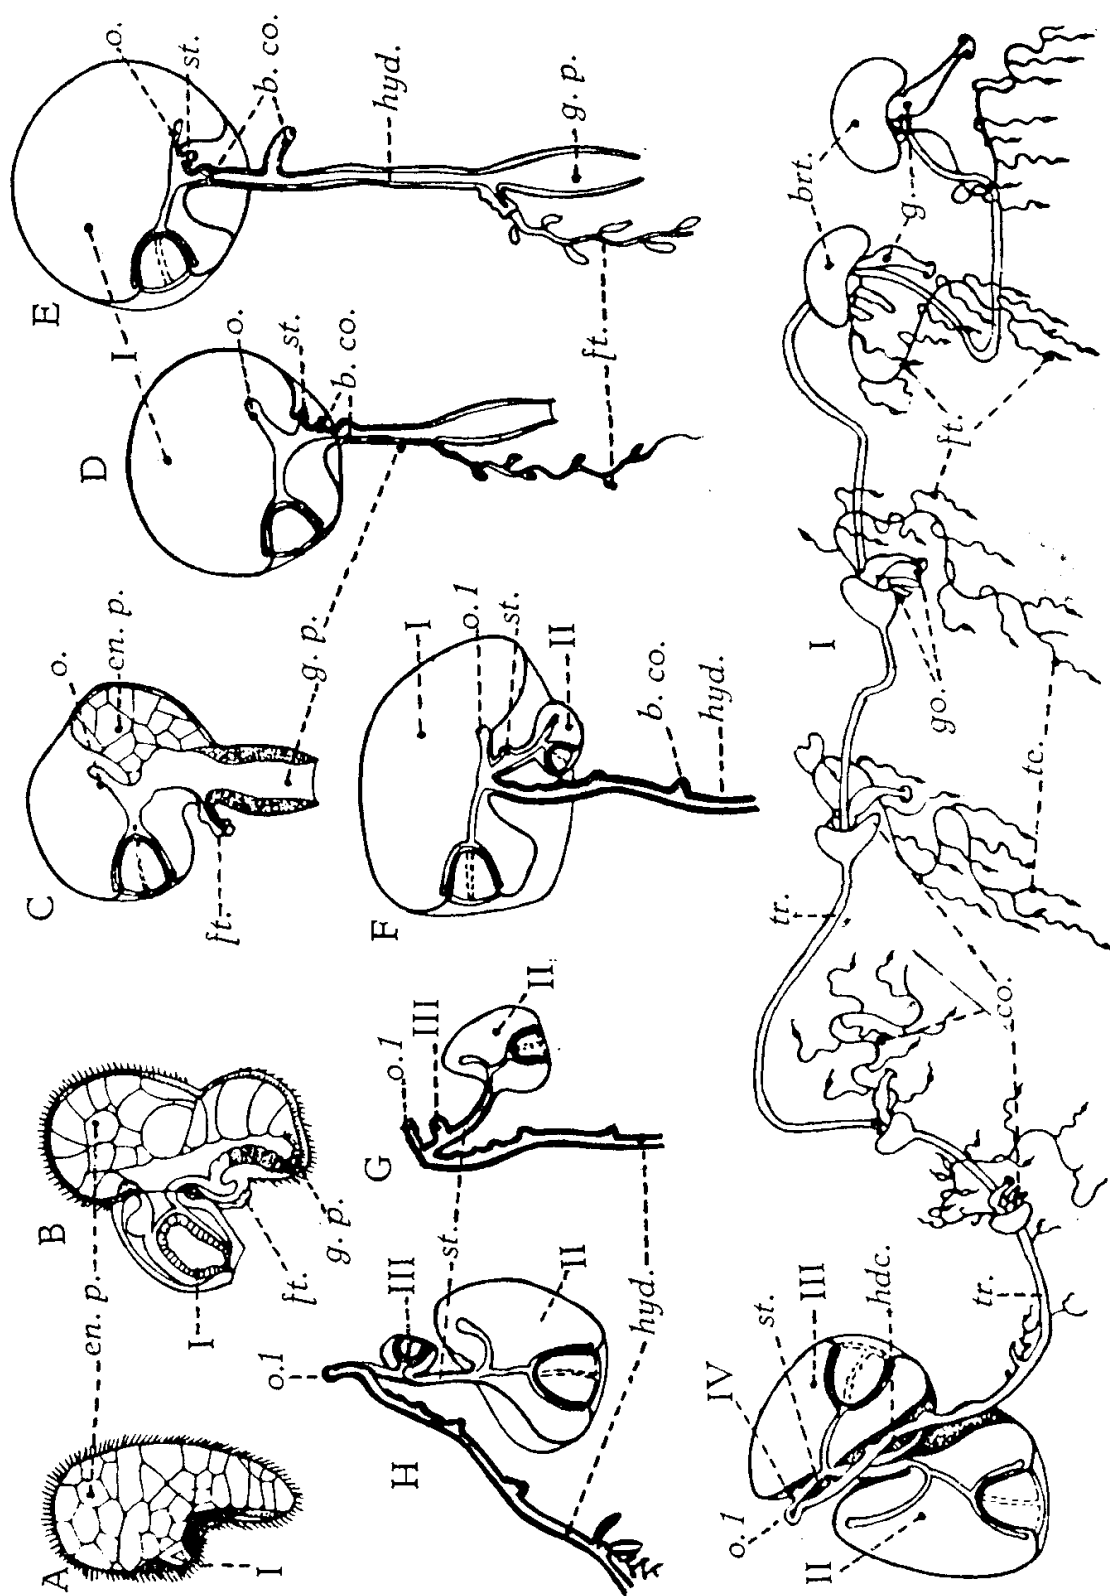 A
en. p.
I
B
I
ft.
g. p.
C
o.
en. p.
ft.
g. p.
D
I
o.
st.
b. co.
ft.
E
o.
st.
b. co.
hyd.
g. p.
H
o.1
III
st.
II
hyd.
G
o.1
III
II
F
I
o.1
st.
II
b. co.
hyd.
I
IV
st.
III
hdc.
o.1
II
tr.
tr.
co.
go.
tc.
ft.
g.
brt.